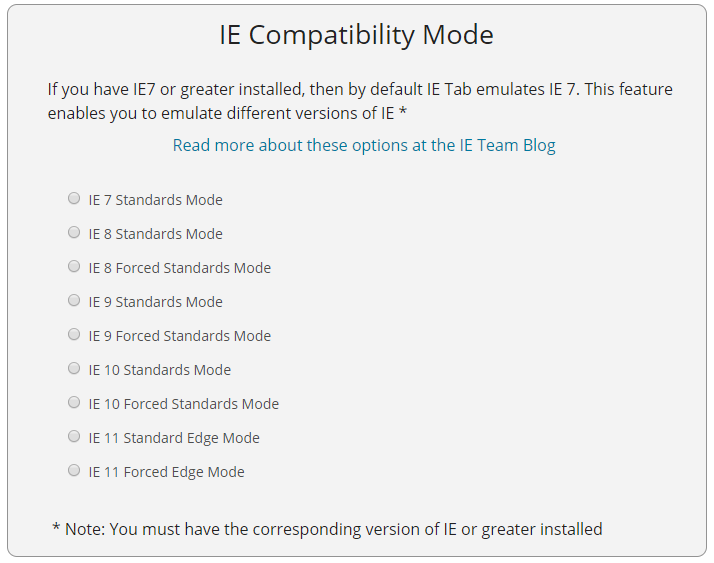 IE Compatibility Mode
If you have IE7 or greater installed, then by default IE Tab emulates IE 7. This feature
enables you to emulate different versions of IE *
Read more about these options at the IE Team Blog
IE 7 Standards Mode
IE 8 Standards Mode
IE 8 Forced Standards Mode
IE 9 Standards Mode
IE 9 Forced Standards Mode
IE 10 Standards Mode
IE 10 Forced Standards Mode
IE 11 Standard Edge Mode
IE 11 Forced Edge Mode
* Note: You must have the corresponding version of IE or greater installed